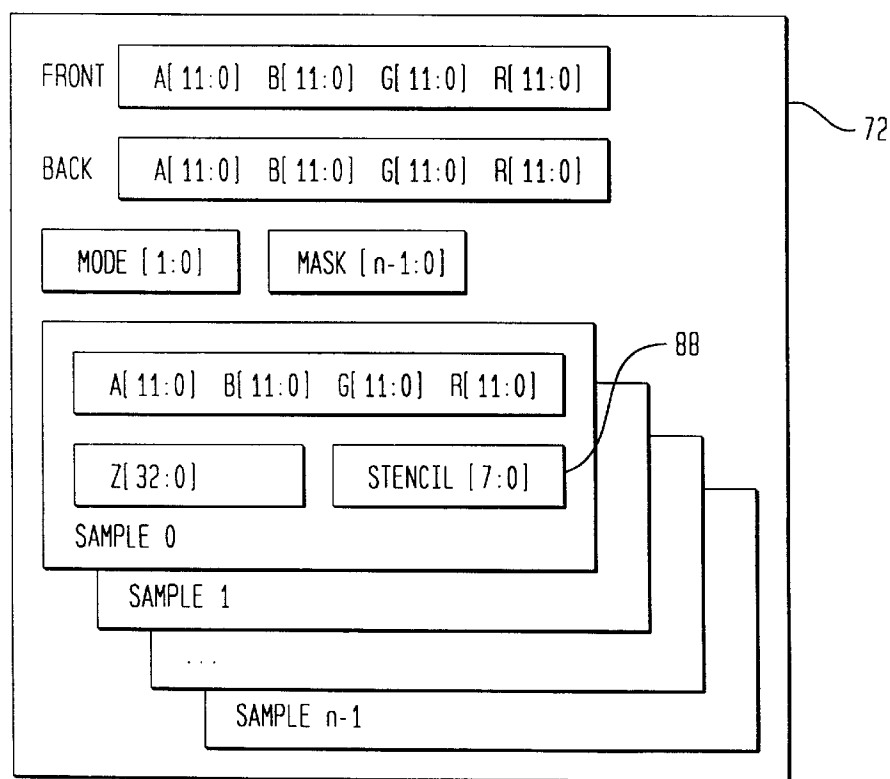 FRONT A[11:0] B[11:0] G[11:0] R[11:0]
72
BACK A[11:0] B[11:0] G[11:0] R[11:0]
MODE [1:0] MASK [n-1:0]
88
A[11:0] B[11:0] G[11:0] R[11:0]
Z[32:0] STENCIL [7:0]
SAMPLE 0
SAMPLE 1
...
SAMPLE n-1